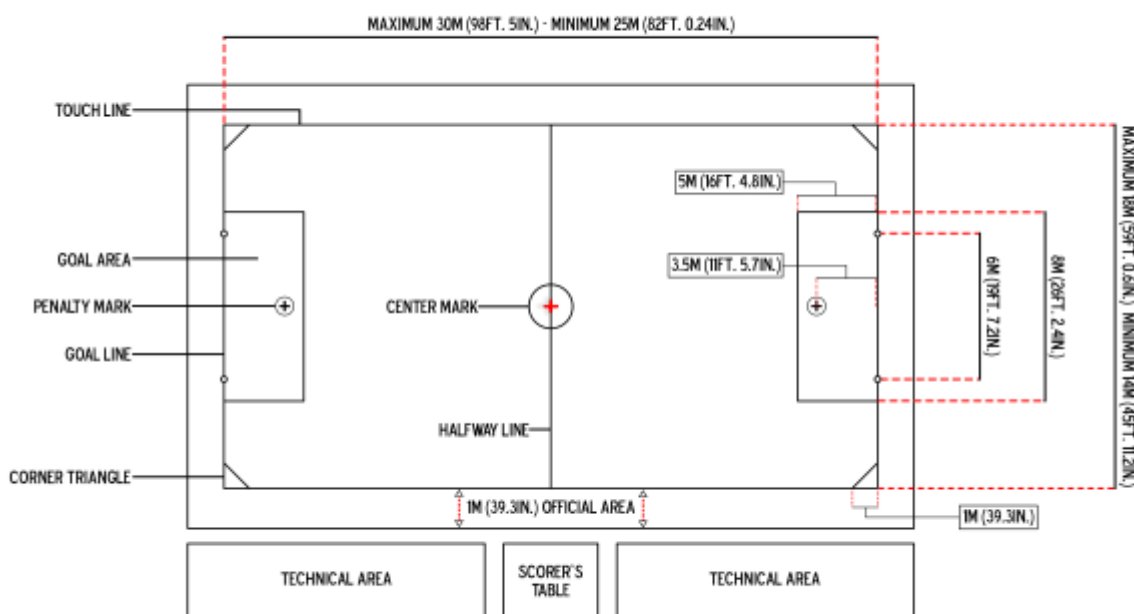 MAXIMUM 30M (98FT. 5IN.) - MINIMUM 25M (82FT. 0.24IN.)
TOUCH LINE
5M (16FT. 4.8IN.)
GOAL AREA
3.5M (11FT. 5.7IN.)
PENALTY MARK
CENTER MARK
GOAL LINE
6M (19FT. 7.2IN.)
8M (26FT. 2.4IN.)
MAXIMUM 18M (59FT. 0.6IN.) MINIMUM 14M (45FT. 11.2IN.)
HALFWAY LINE
CORNER TRIANGLE
1M (39.3IN.) OFFICIAL AREA
1M (39.3IN.)
TECHNICAL AREA
SCORER'S
TABLE
TECHNICAL AREA